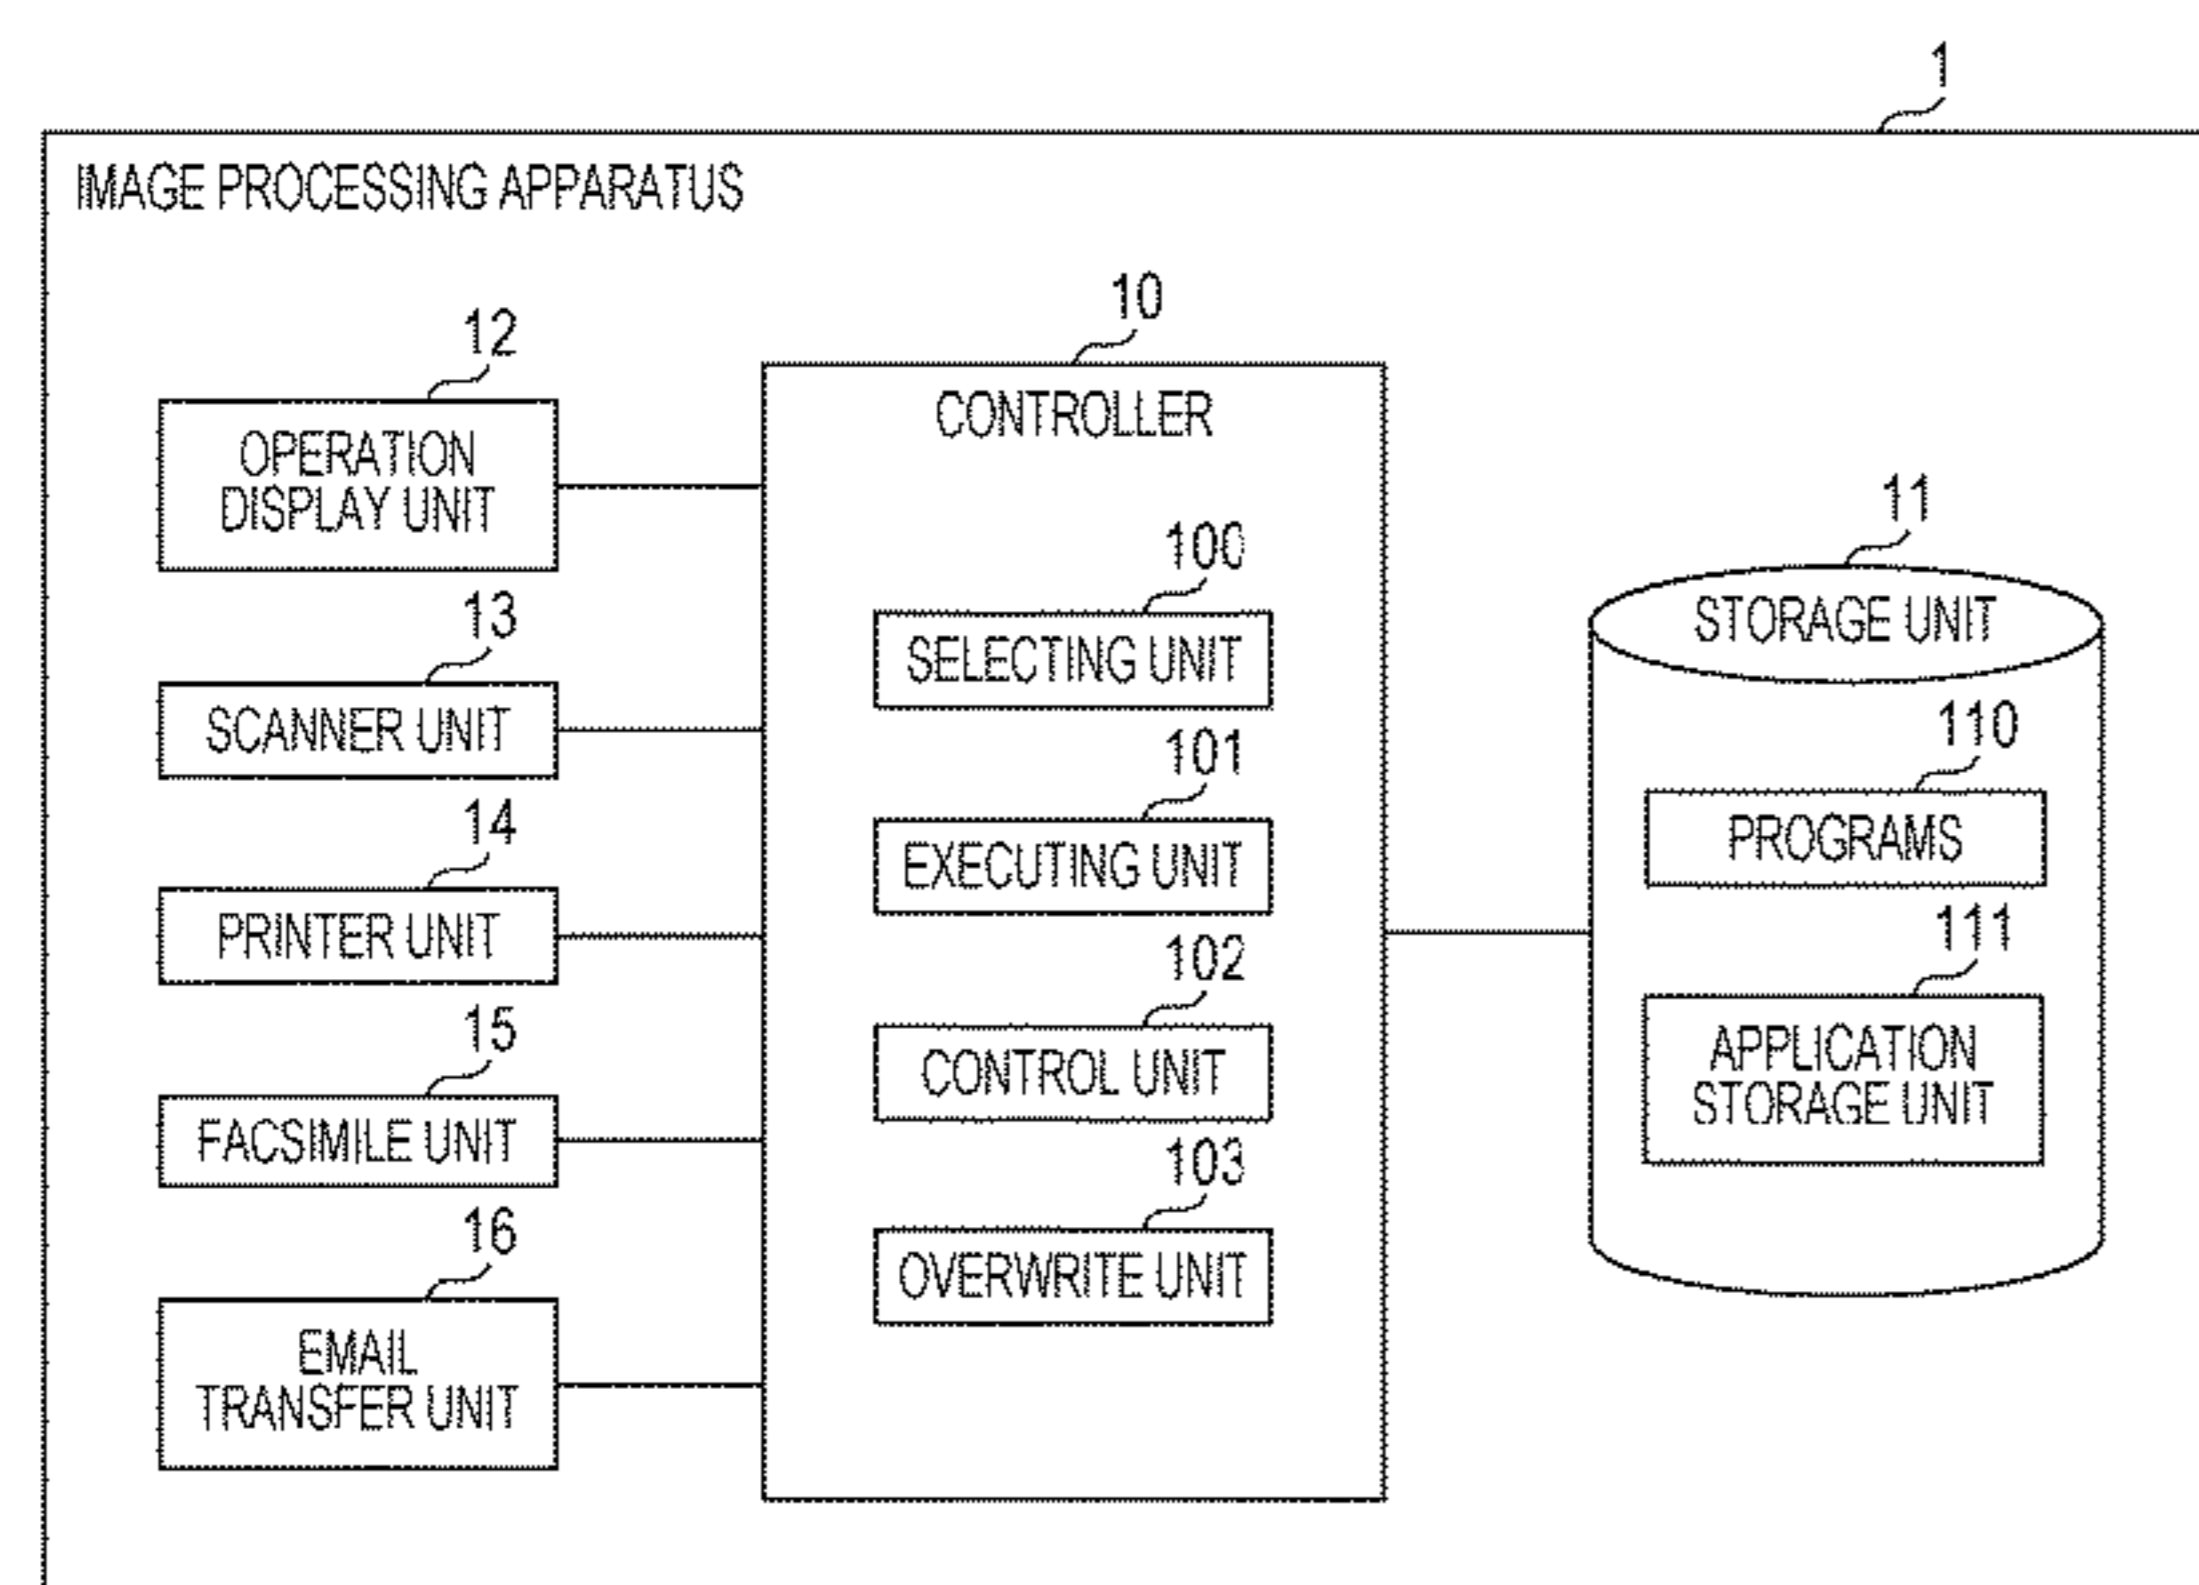 1
IMAGE PROCESSING APPARATUS
12
OPERATION
DISPLAY UNIT
13
SCANNER UNIT
14
PRINTER UNIT
15
FACSIMILE UNIT
16
EMAIL
TRANSFER UNIT
10
CONTROLLER
100
SELECTING UNIT
101
EXECUTING UNIT
102
CONTROL UNIT
103
OVERWRITE UNIT
11
STORAGE UNIT
110
PROGRAMS
111
APPLICATION
STORAGE UNIT